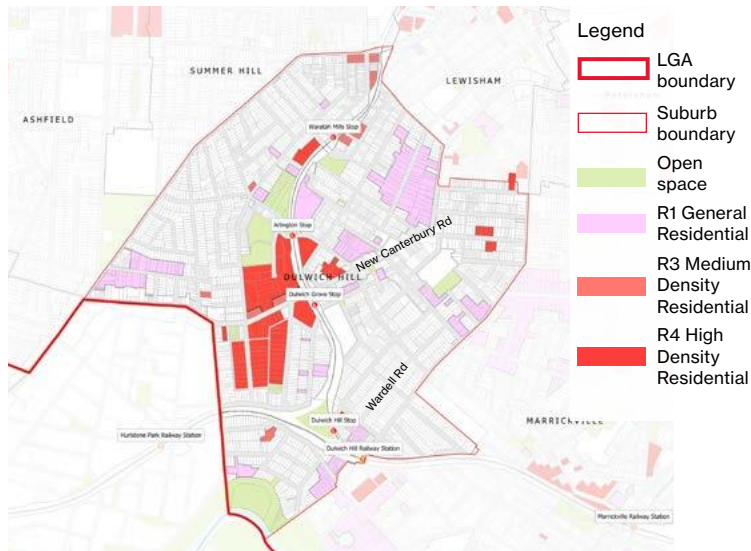 SUMMER HILL
LEWISHAM
ASHFIELD
Waratah Mills Stop
Arlington Stop
New Canterbury Rd
DULWICH HILL
Dulwich Grove Stop
Wardell Rd
Dulwich Hill Stop
Hurlstone Park Railway Station
Dulwich Hill Railway Station
MARRICKVILLE
Marrickville Railway Station
Legend
LGA
boundary
Petersham
Suburb
boundary
Open
space
R1 General
Residential
R3 Medium
Density
Residential
R4 High
Density
Residential